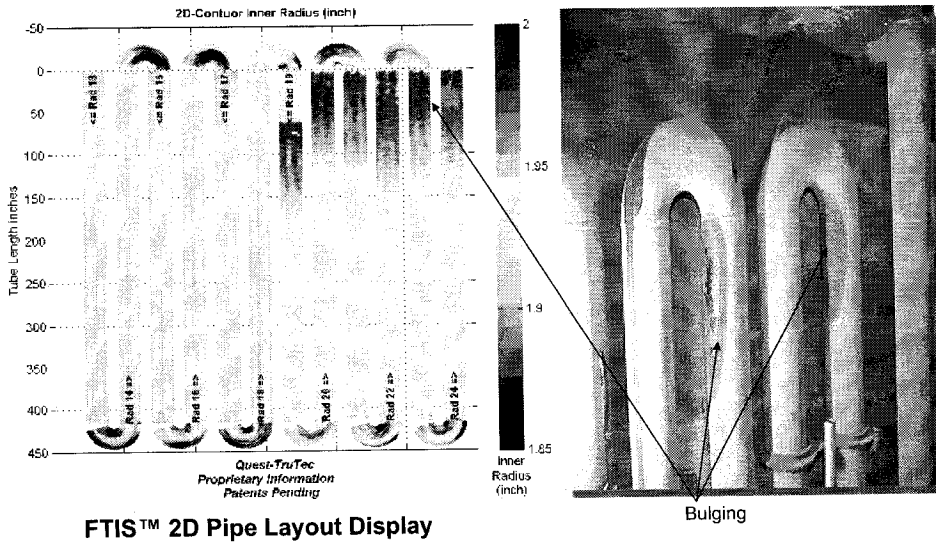 2D-Contuor Inner Radius (inch)
-50
0
50
100
150
200
250
300
350
400
450
Tube Length inches
<= Rad 13
<= Rad 15
<= Rad 17
<= Rad 19
Rad 14 =>
Rad 16 =>
Rad 18 =>
Rad 20 =>
Rad 22 =>
Rad 24 =>
2
1.95
1.9
1.85
Inner
Radius
(inch)
Quest-TruTec
Proprietary Information
Patents Pending
FTIS™ 2D Pipe Layout Display
Bulging